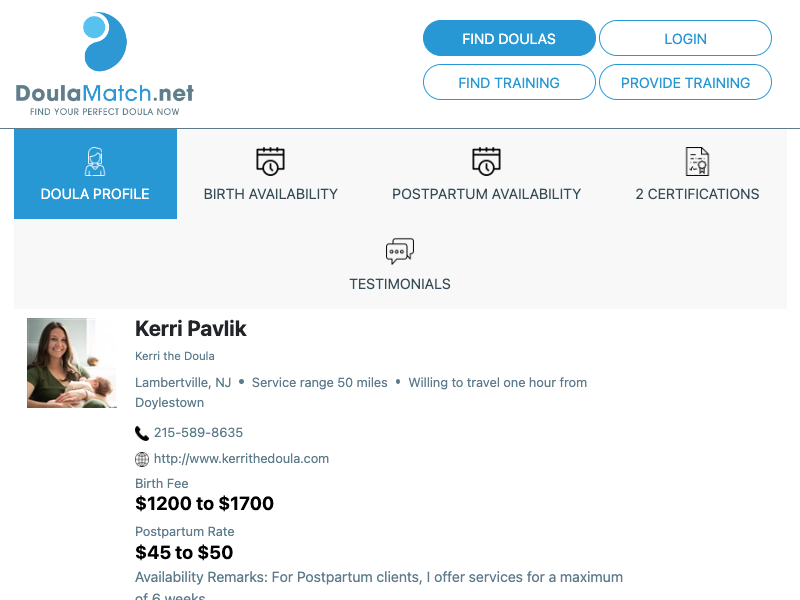 DoulaMatch.net
FIND YOUR PERFECT DOULA NOW
FIND DOULAS
LOGIN
FIND TRAINING
PROVIDE TRAINING
DOULA PROFILE
BIRTH AVAILABILITY
POSTPARTUM AVAILABILITY
2 CERTIFICATIONS
TESTIMONIALS
Kerri Pavlik
Kerri the Doula
Lambertville, NJ • Service range 50 miles • Willing to travel one hour from
Doylestown
215-589-8635
http://www.kerrithedoula.com
Birth Fee
$1200 to $1700
Postpartum Rate
$45 to $50
Availability Remarks: For Postpartum clients, I offer services for a maximum
of 6 weeks